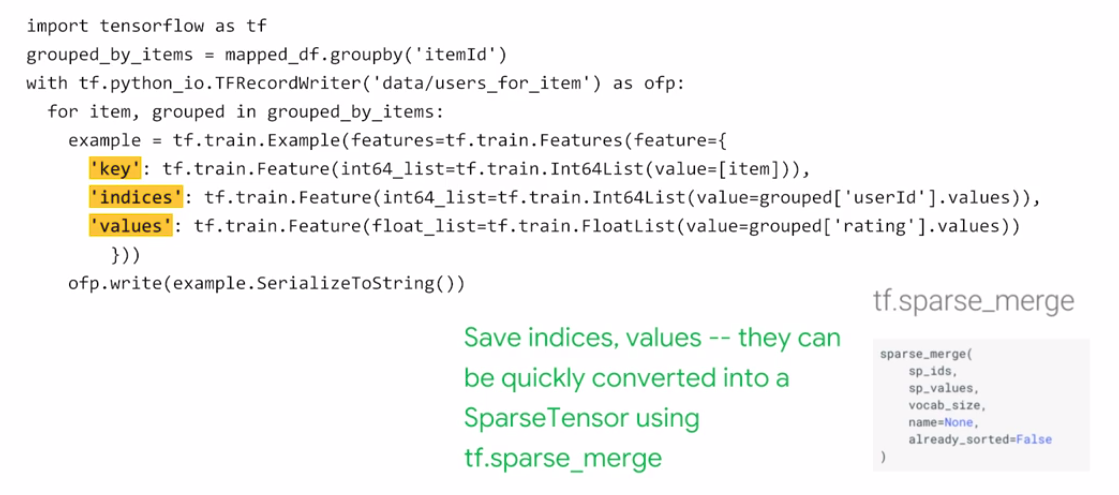 import tensorflow as tf
grouped_by_items = mapped_df.groupby('itemId')
with tf.python_io.TFRecordWriter('data/users_for_item') as ofp:
  for item, grouped in grouped_by_items:
    example = tf.train.Example(features=tf.train.Features(feature={
      'key': tf.train.Feature(int64_list=tf.train.Int64List(value=[item])),
      'indices': tf.train.Feature(int64_list=tf.train.Int64List(value=grouped['userId'].values)),
      'values': tf.train.Feature(float_list=tf.train.FloatList(value=grouped['rating'].values))
        }))
    ofp.write(example.SerializeToString())
Save indices, values -- they can
be quickly converted into a
SparseTensor using
tf.sparse_merge
tf.sparse_merge
sparse_merge(
    sp_ids,
    sp_values,
    vocab_size,
    name=None,
    already_sorted=False
)